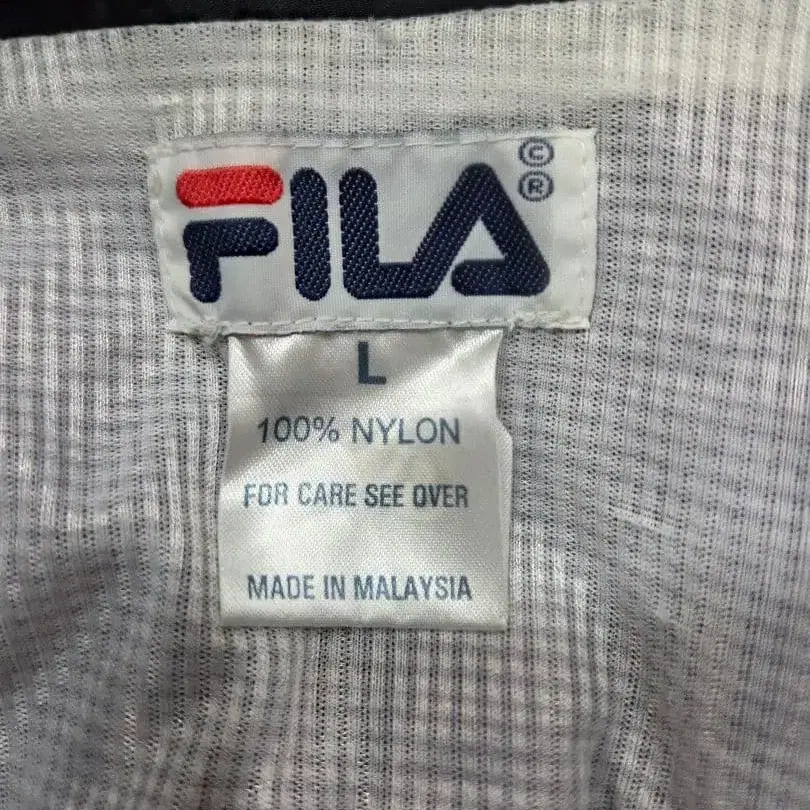 FILA ©
®
L
100% NYLON
FOR CARE SEE OVER
MADE IN MALAYSIA